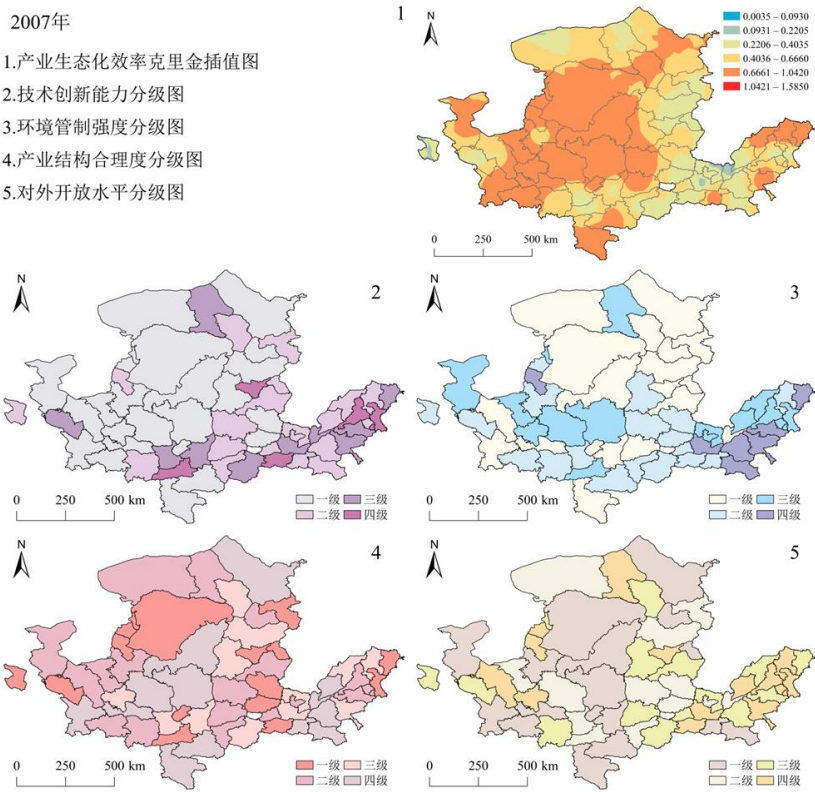 2007年
1.产业生态化效率克里金插值图
2.技术创新能力分级图
3.环境管制强度分级图
4.产业结构合理度分级图
5.对外开放水平分级图
1
N
0.0035－0.0930
0.0931－0.2205
0.2206－0.4035
0.4036－0.6660
0.6661－1.0420
1.0421－1.5850
0 250 500 km
2
N
一级 三级
二级 四级
0 250 500 km
3
N
一级 三级
二级 四级
0 250 500 km
4
N
一级 三级
二级 四级
0 250 500 km
5
N
一级 三级
二级 四级
0 250 500 km